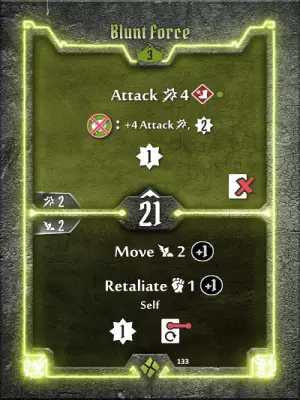 Blunt Force
3
Attack 4
: +4 Attack , 2
1
2
21
2
Move 2 +1
Retaliate 1 +1
Self
1
133